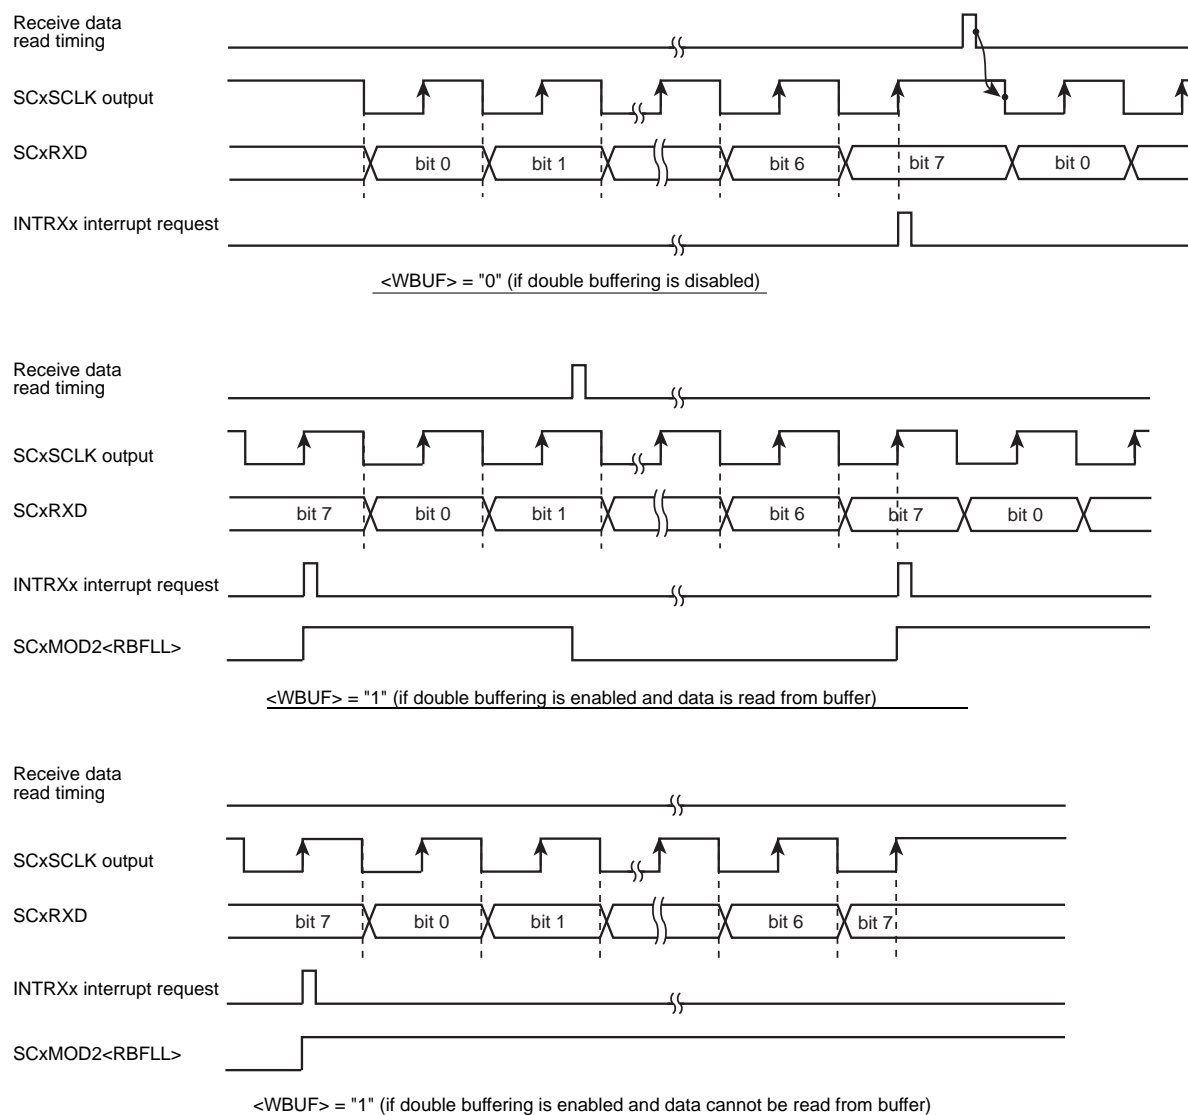 Receive data
read timing
SCxSCLK output
SCxRXD
bit 0 bit 1 bit 6 bit 7 bit 0
INTRXx interrupt request
<WBUF> = "0" (if double buffering is disabled)
Receive data
read timing
SCxSCLK output
SCxRXD
bit 7 bit 0 bit 1 bit 6 bit 7 bit 0
INTRXx interrupt request
SCxMOD2<RBFLL>
<WBUF> = "1" (if double buffering is enabled and data is read from buffer)
Receive data
read timing
SCxSCLK output
SCxRXD
bit 7 bit 0 bit 1 bit 6 bit 7
INTRXx interrupt request
SCxMOD2<RBFLL>
<WBUF> = "1" (if double buffering is enabled and data cannot be read from buffer)